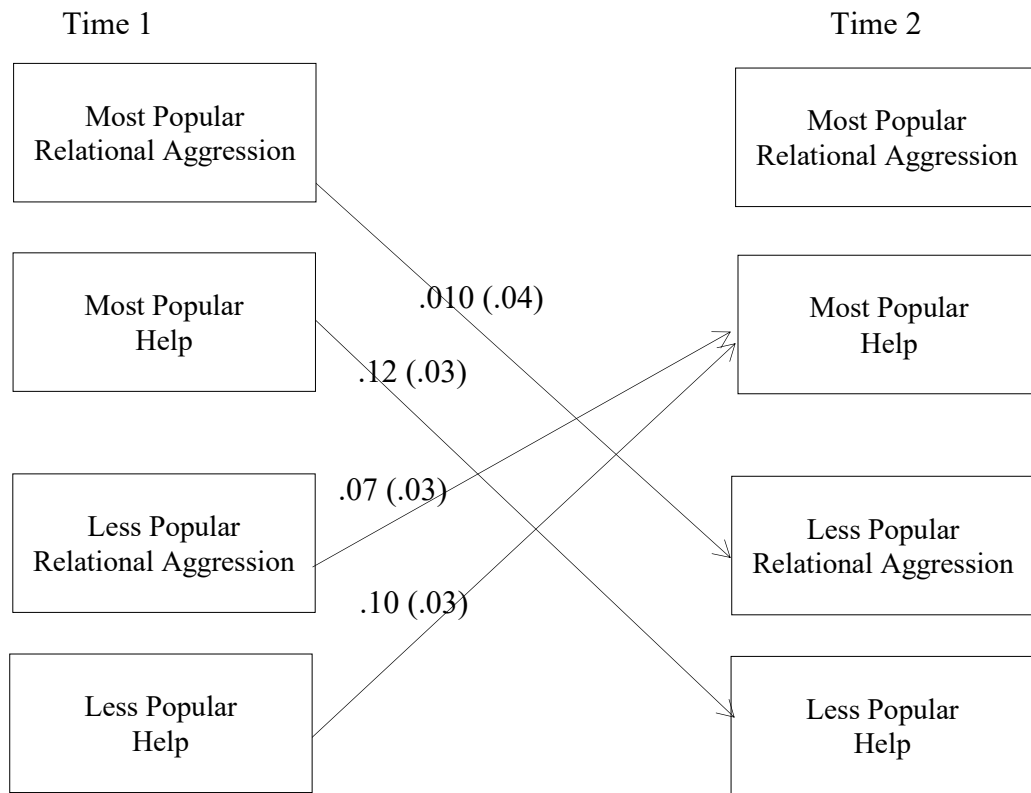 Time 1
Time 2
Most Popular
Relational Aggression
Most Popular
Relational Aggression
Most Popular
Help
Most Popular
Help
.010 (.04)
.12 (.03)
.07 (.03)
.10 (.03)
Less Popular
Relational Aggression
Less Popular
Relational Aggression
Less Popular
Help
Less Popular
Help